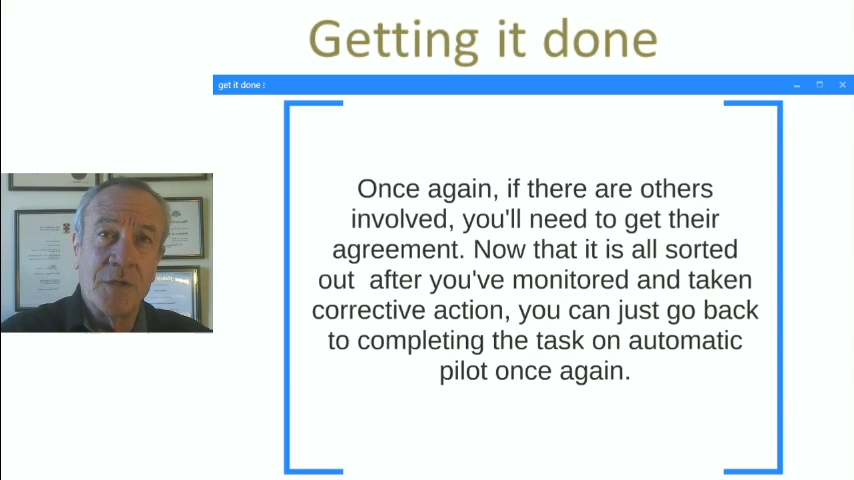 Getting it done
get it done !
Once again, if there are others
involved, you'll need to get their
agreement. Now that it is all sorted
out  after you've monitored and taken
corrective action, you can just go back
to completing the task on automatic
pilot once again.